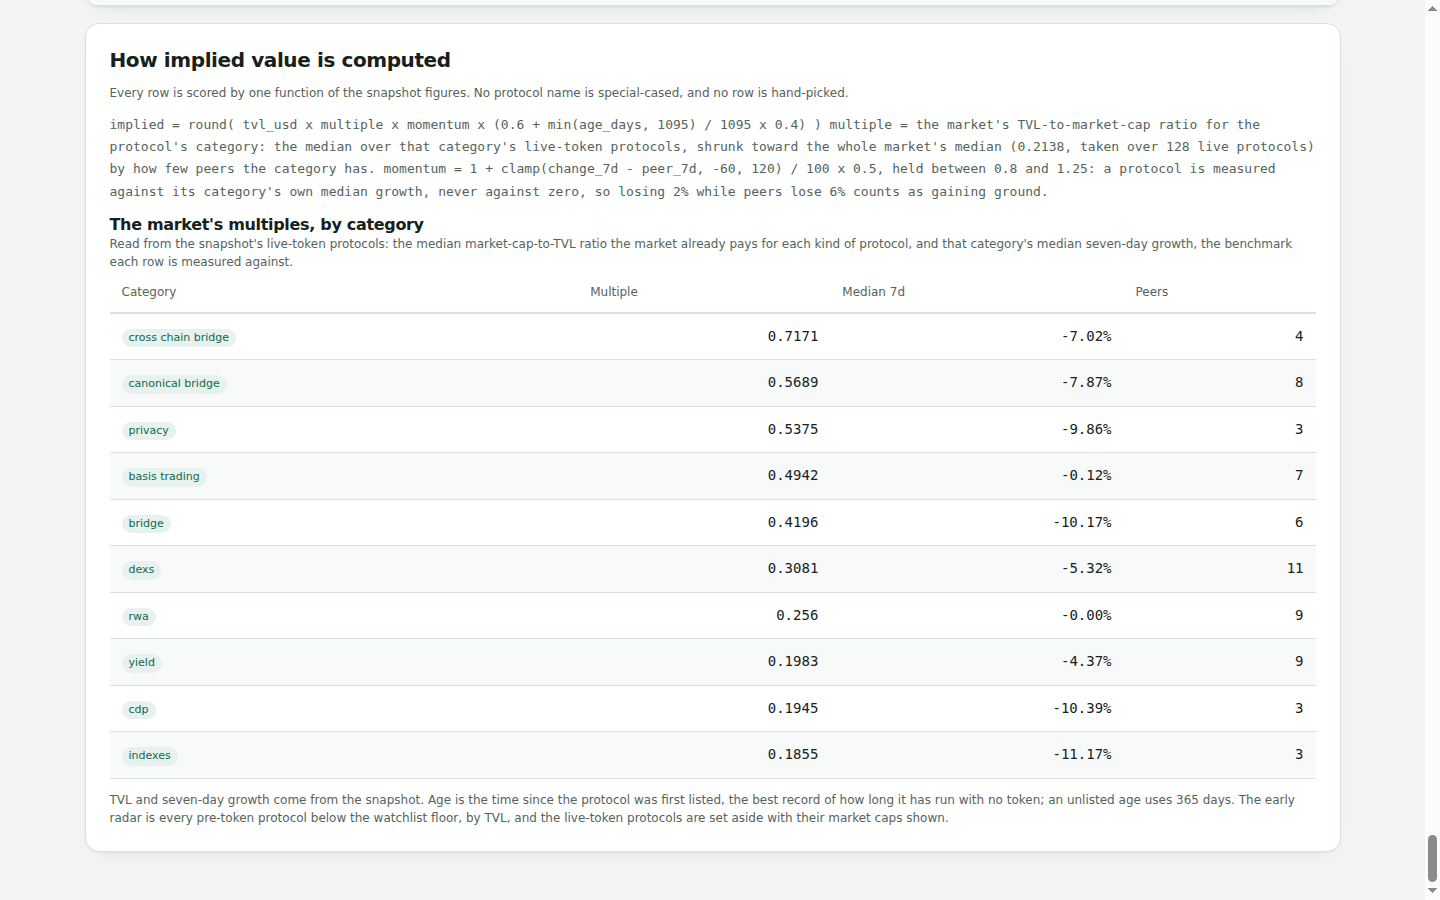 How implied value is computed
Every row is scored by one function of the snapshot figures. No protocol name is special-cased, and no row is hand-picked.
implied = round( tvl_usd x multiple x momentum x (0.6 + min(age_days, 1095) / 1095 x 0.4) ) multiple = the market's TVL-to-market-cap ratio for the
protocol's category: the median over that category's live-token protocols, shrunk toward the whole market's median (0.2138, taken over 128 live protocols)
by how few peers the category has. momentum = 1 + clamp(change_7d - peer_7d, -60, 120) / 100 x 0.5, held between 0.8 and 1.25: a protocol is measured
against its category's own median growth, never against zero, so losing 2% while peers lose 6% counts as gaining ground.
The market's multiples, by category
Read from the snapshot's live-token protocols: the median market-cap-to-TVL ratio the market already pays for each kind of protocol, and that category's median seven-day growth, the benchmark
each row is measured against.
Category Multiple Median 7d Peers
cross chain bridge 0.7171 -7.02% 4
canonical bridge 0.5689 -7.87% 8
privacy 0.5375 -9.86% 3
basis trading 0.4942 -0.12% 7
bridge 0.4196 -10.17% 6
dexs 0.3081 -5.32% 11
rwa 0.256 -0.00% 9
yield 0.1983 -4.37% 9
cdp 0.1945 -10.39% 3
indexes 0.1855 -11.17% 3
TVL and seven-day growth come from the snapshot. Age is the time since the protocol was first listed, the best record of how long it has run with no token; an unlisted age uses 365 days. The early
radar is every pre-token protocol below the watchlist floor, by TVL, and the live-token protocols are set aside with their market caps shown.